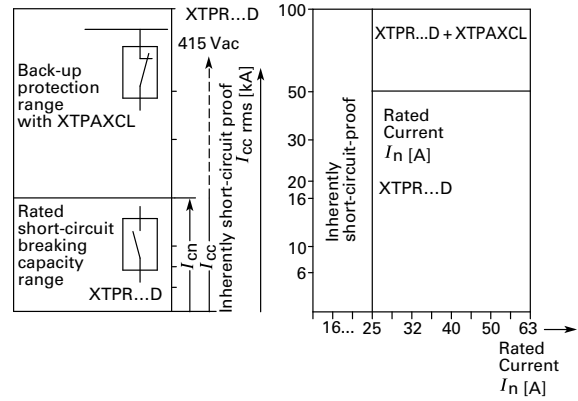 XTPR...D
415 Vac
Back-up
protection
range
with XTPAXCL
Rated
short-circuit
breaking
capacity
range
XTPR...D
Icn
Icc
Inherently short-circuit proof
Icc rms [kA]
100
50
30
20
16
10
6
XTPR...D + XTPAXCL
Inherently
short-circuit-proof
Rated
Current
In [A]
XTPR...D
16... 25 32 40 50 63
Rated
Current
In [A]